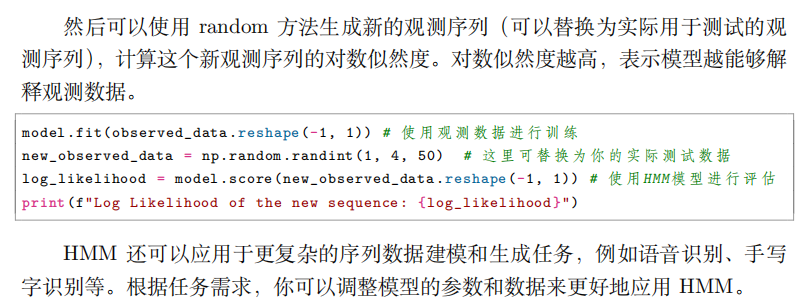 然后可以使用 random 方法生成新的观测序列（可以替换为实际用于测试的观
测序列），计算这个新观测序列的对数似然度。对数似然度越高，表示模型越能够解
释观测数据。
model.fit(observed_data.reshape(-1, 1)) # 使用观测数据进行训练
new_observed_data = np.random.randint(1, 4, 50)  # 这里可替换为你的实际测试数据
log_likelihood = model.score(new_observed_data.reshape(-1, 1)) # 使用HMM模型进行评估
print(f"Log Likelihood of the new sequence: {log_likelihood}")
HMM 还可以应用于更复杂的序列数据建模和生成任务，例如语音识别、手写
字识别等。根据任务需求，你可以调整模型的参数和数据来更好地应用 HMM。